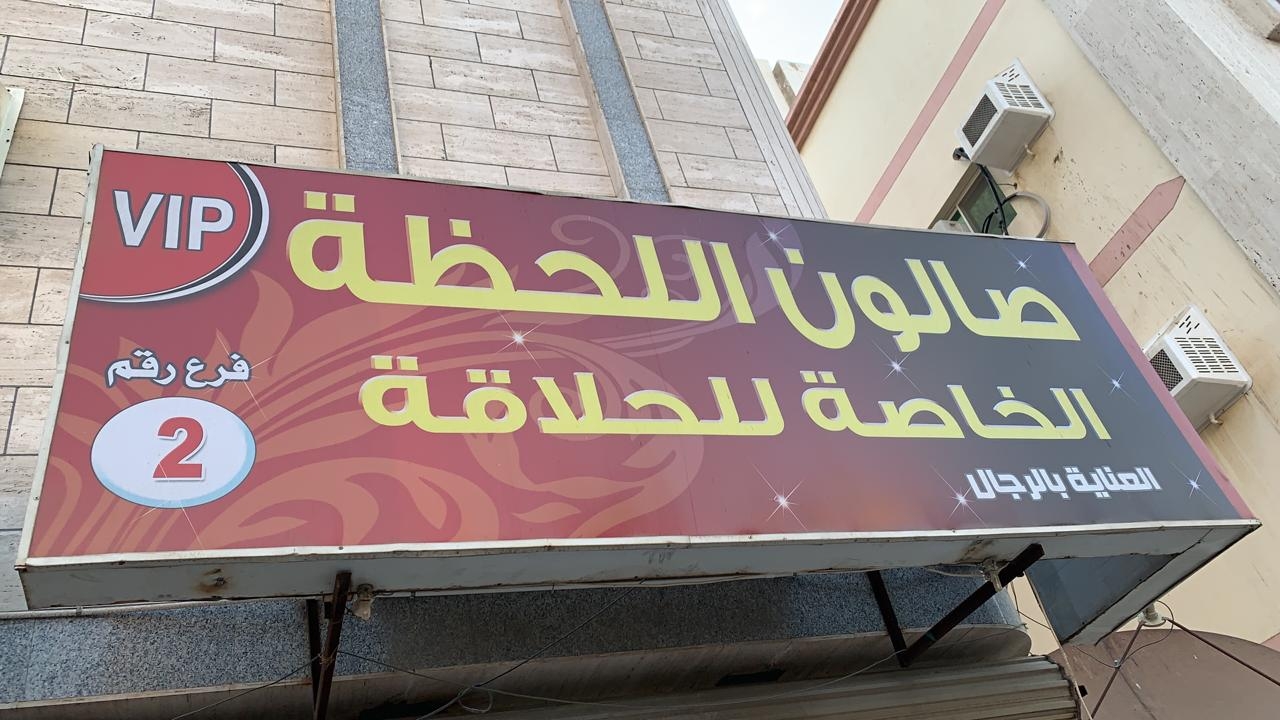 صالون اللحظة
الخاصة للحلاقة
العناية بالرجال
VIP
فرع رقم
2